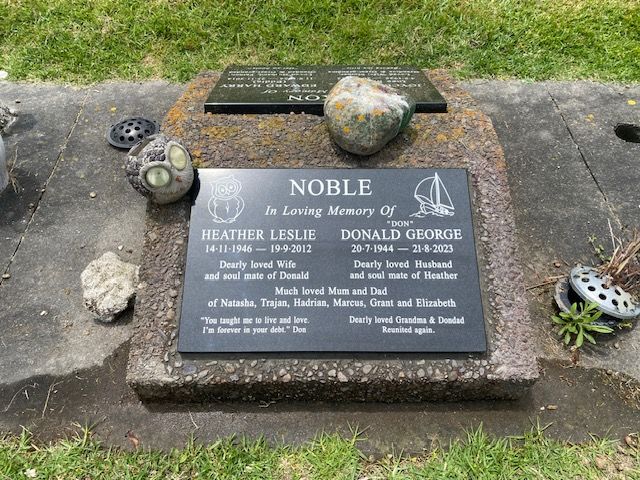 NOBLE
In Loving Memory Of
"DON"
HEATHER LESLIE DONALD GEORGE
14·11·1946 — 19·9·2012 20·7·1944 — 21·8·2023
Dearly loved Wife Dearly loved Husband
and soul mate of Donald and soul mate of Heather
Much loved Mum and Dad
of Natasha, Trajan, Hadrian, Marcus, Grant and Elizabeth
"You taught me to live and love. Dearly loved Grandma & Dondad
I'm forever in your debt." Don Reunited again.
EDWARD HARRY